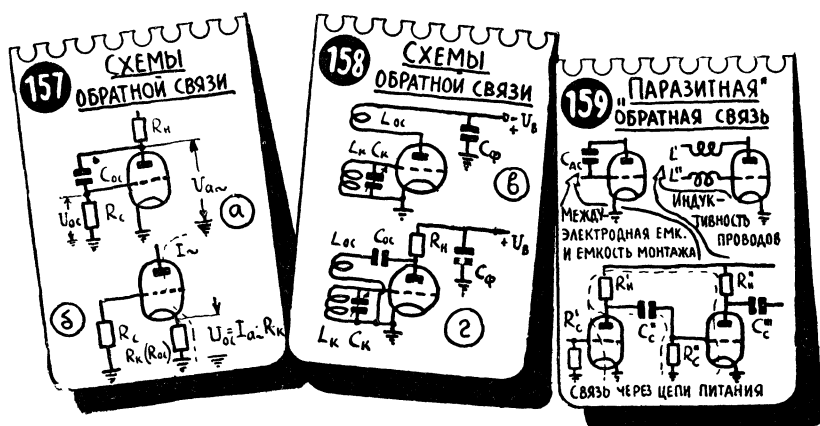 157
СХЕМЫ
ОБРАТНОЙ СВЯЗИ
Rн
Cос
Uа~
Uос
Rс
а
I~
б
Rс
Rк (Rос)
Uос=Iа~·Rк
158
СХЕМЫ
ОБРАТНОЙ СВЯЗИ
Lос
- Uв
+
Cф
Lк Cк
в
Lос
Cос
Rн
+ Uв
Cф
Lк Cк
г
159
"ПАРАЗИТНАЯ"
ОБРАТНАЯ СВЯЗЬ
Cас
L'
L"
МЕЖДУ-
ЭЛЕКТРОДНАЯ ЕМК.
И ЕМКОСТЬ МОНТАЖА
ИНДУК-
ТИВНОСТЬ
ПРОВОДОВ
R'н
R"н
R'с
C"с
C'''с
R"с
СВЯЗЬ ЧЕРЕЗ ЦЕПИ ПИТАНИЯ